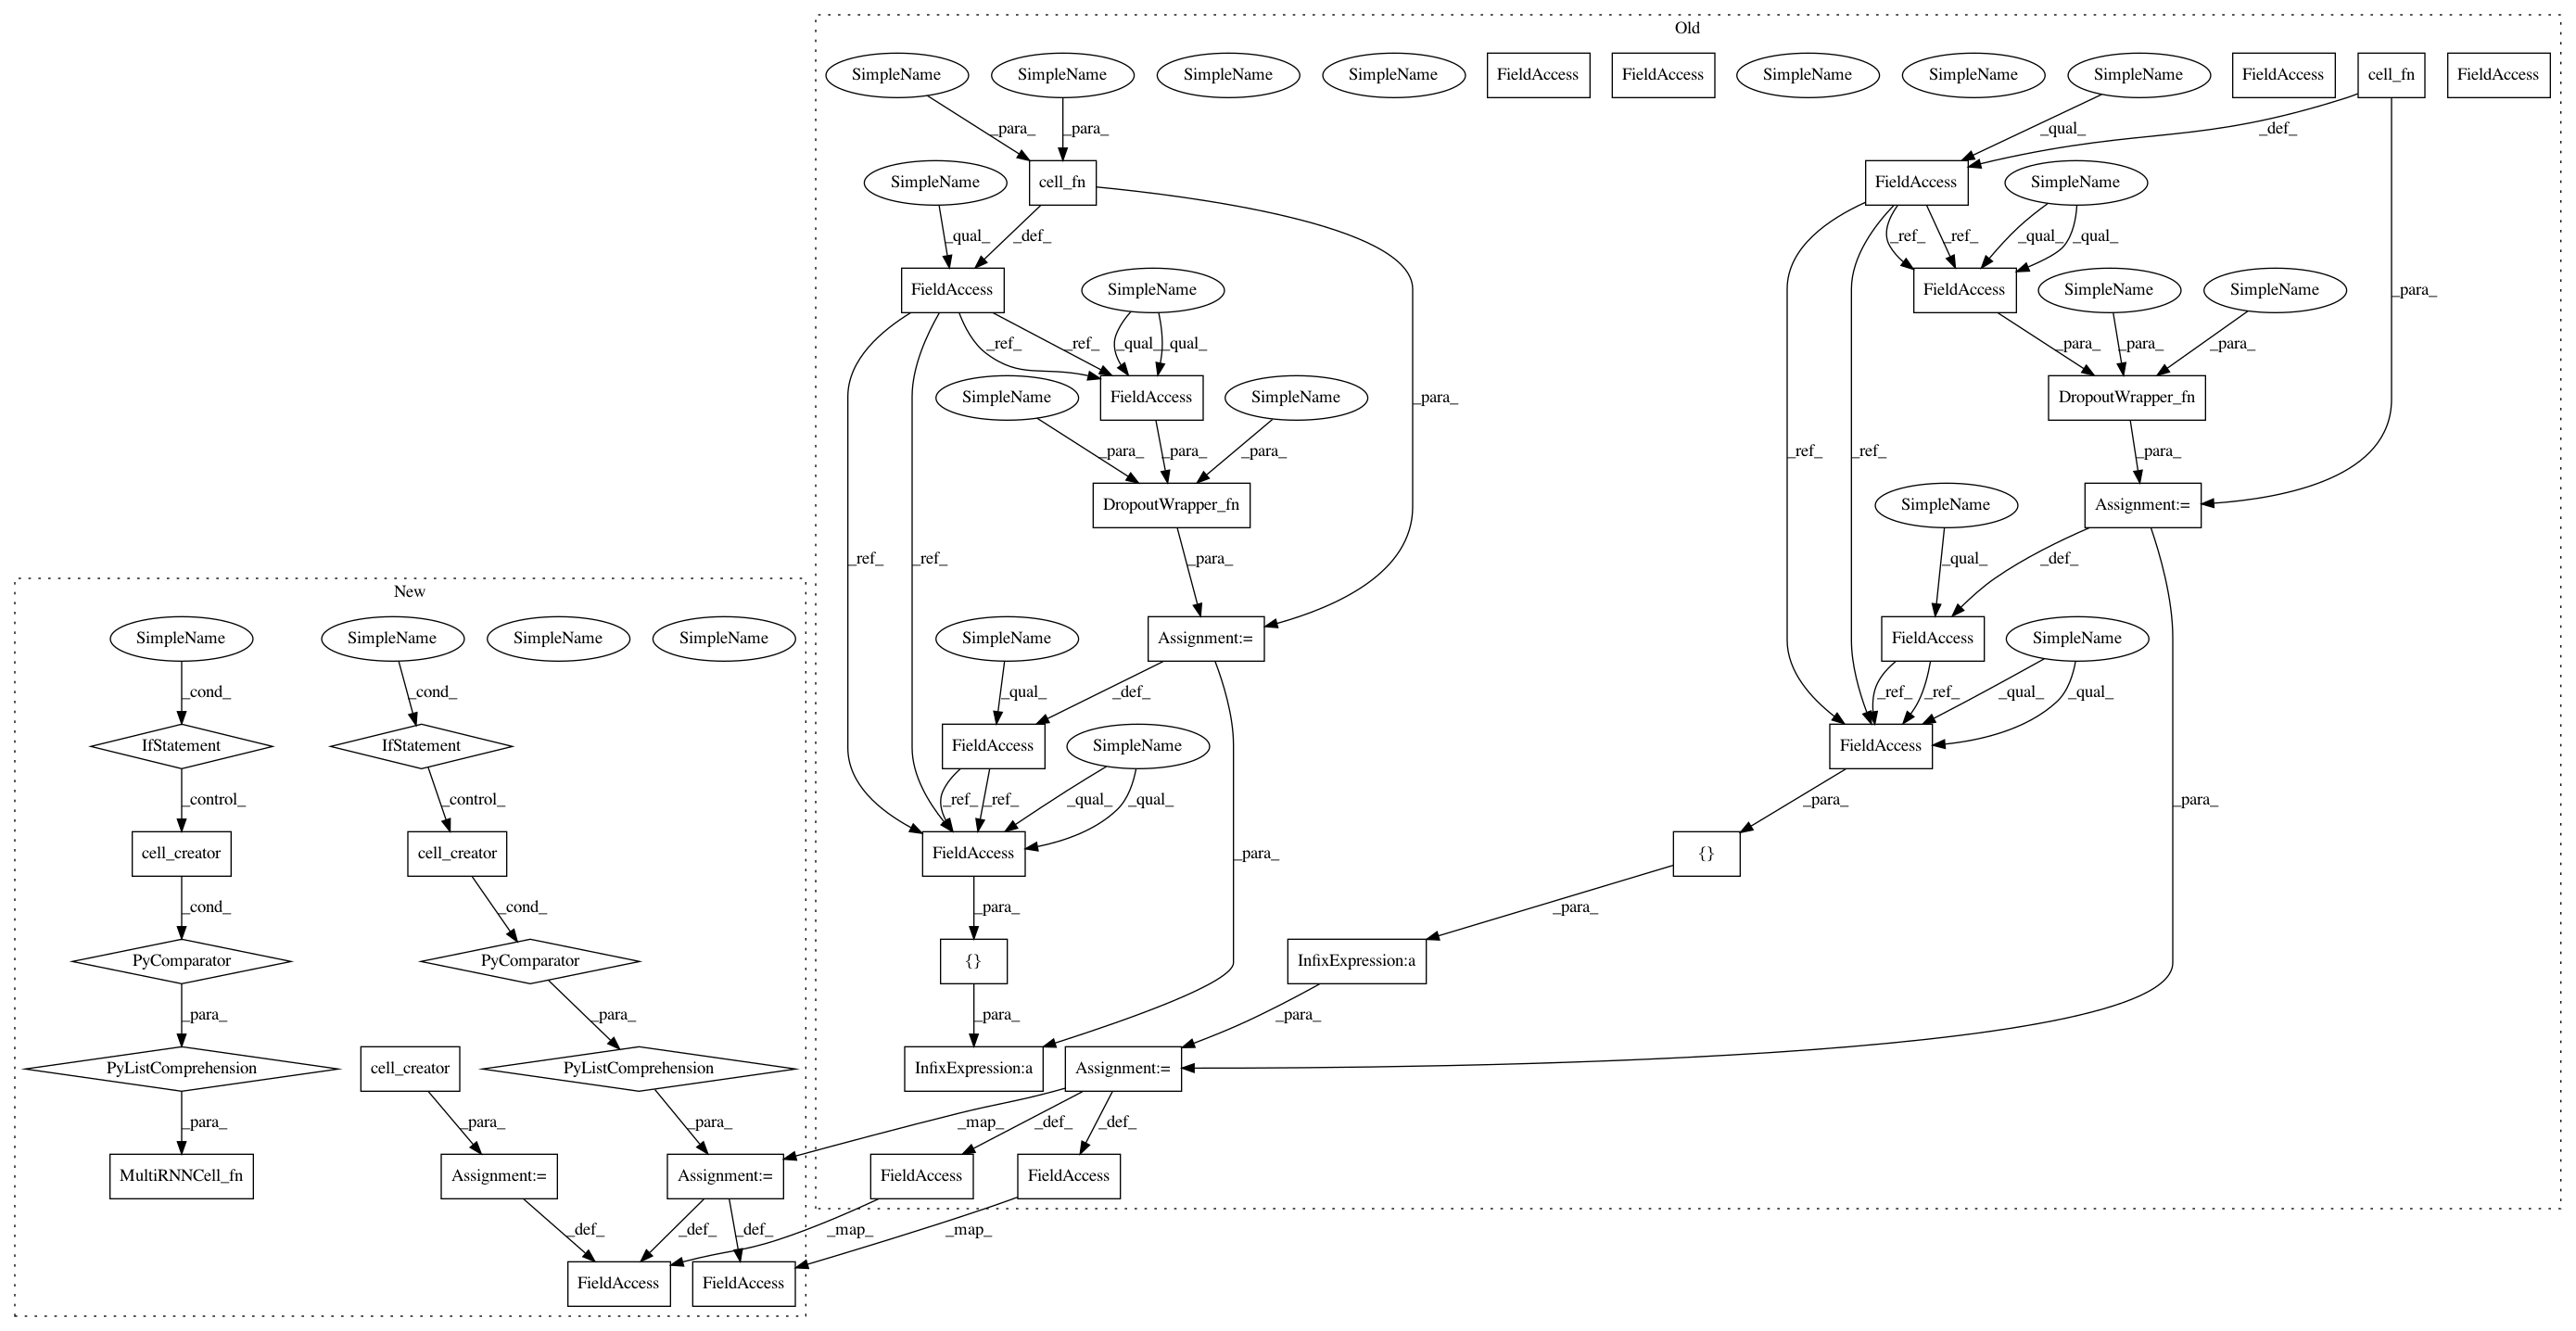 Old
SimpleName
SimpleName
SimpleName
SimpleName
FieldAccess
FieldAccess
SimpleName
SimpleName
SimpleName
FieldAccess
cell_fn
FieldAccess
_para_
_para_
_qual_
_def_
SimpleName
cell_fn
FieldAccess
SimpleName
_qual_
_def_
_ref_
_ref_
_qual_
_qual_
FieldAccess
SimpleName
FieldAccess
SimpleName
SimpleName
_para_
_ref_
_ref_
_qual_
_qual_
_para_
_para_
_para_
SimpleName
FieldAccess
SimpleName
DropoutWrapper_fn
_para_
_para_
_para_
_para_
_ref_
_ref_
_para_
DropoutWrapper_fn
SimpleName
Assignment:=
_ref_
_ref_
_para_
_qual_
_def_
New
SimpleName
SimpleName
SimpleName
SimpleName
SimpleName
Assignment:=
FieldAccess
SimpleName
_cond_
_cond_
_qual_
_def_
_ref_
_ref_
_qual_
_qual_
IfStatement
IfStatement
FieldAccess
SimpleName
FieldAccess
_control_
_control_
_ref_
_ref_
_qual_
_qual_
_para_
_para_
cell_creator
cell_creator
FieldAccess
_para_
{}
_cond_
_cond_
_para_
_para_
PyComparator
PyComparator
{}
InfixExpression:a
_para_
_para_
_para_
_para_
PyListComprehension
cell_creator
PyListComprehension
InfixExpression:a
Assignment:=
_para_
_para_
_para_
_map_
_def_
_def_
MultiRNNCell_fn
Assignment:=
Assignment:=
FieldAccess
FieldAccess
_def_
_def_
_def_
_map_
_map_
FieldAccess
FieldAccess